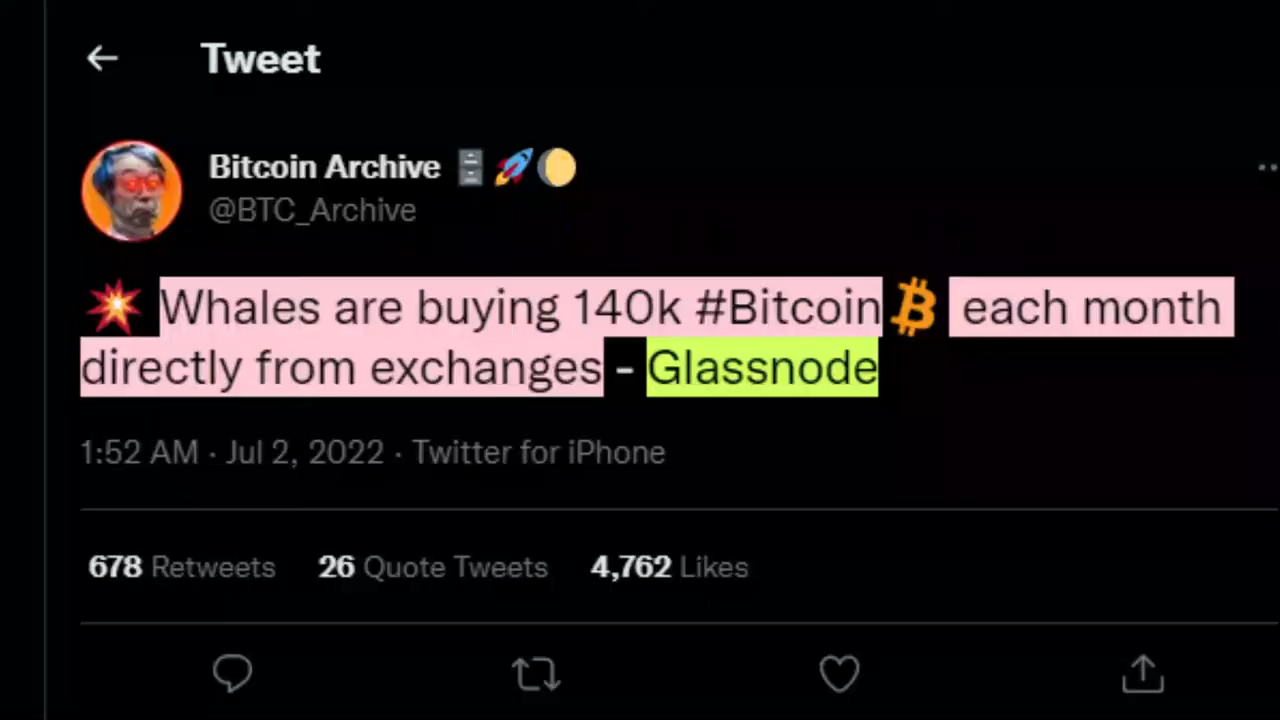 Tweet
Bitcoin Archive 🗄️🚀🌔
@BTC_Archive
💥 Whales are buying 140k #Bitcoin₿ each month
directly from exchanges - Glassnode
1:52 AM · Jul 2, 2022 · Twitter for iPhone
678 Retweets 26 Quote Tweets 4,762 Likes